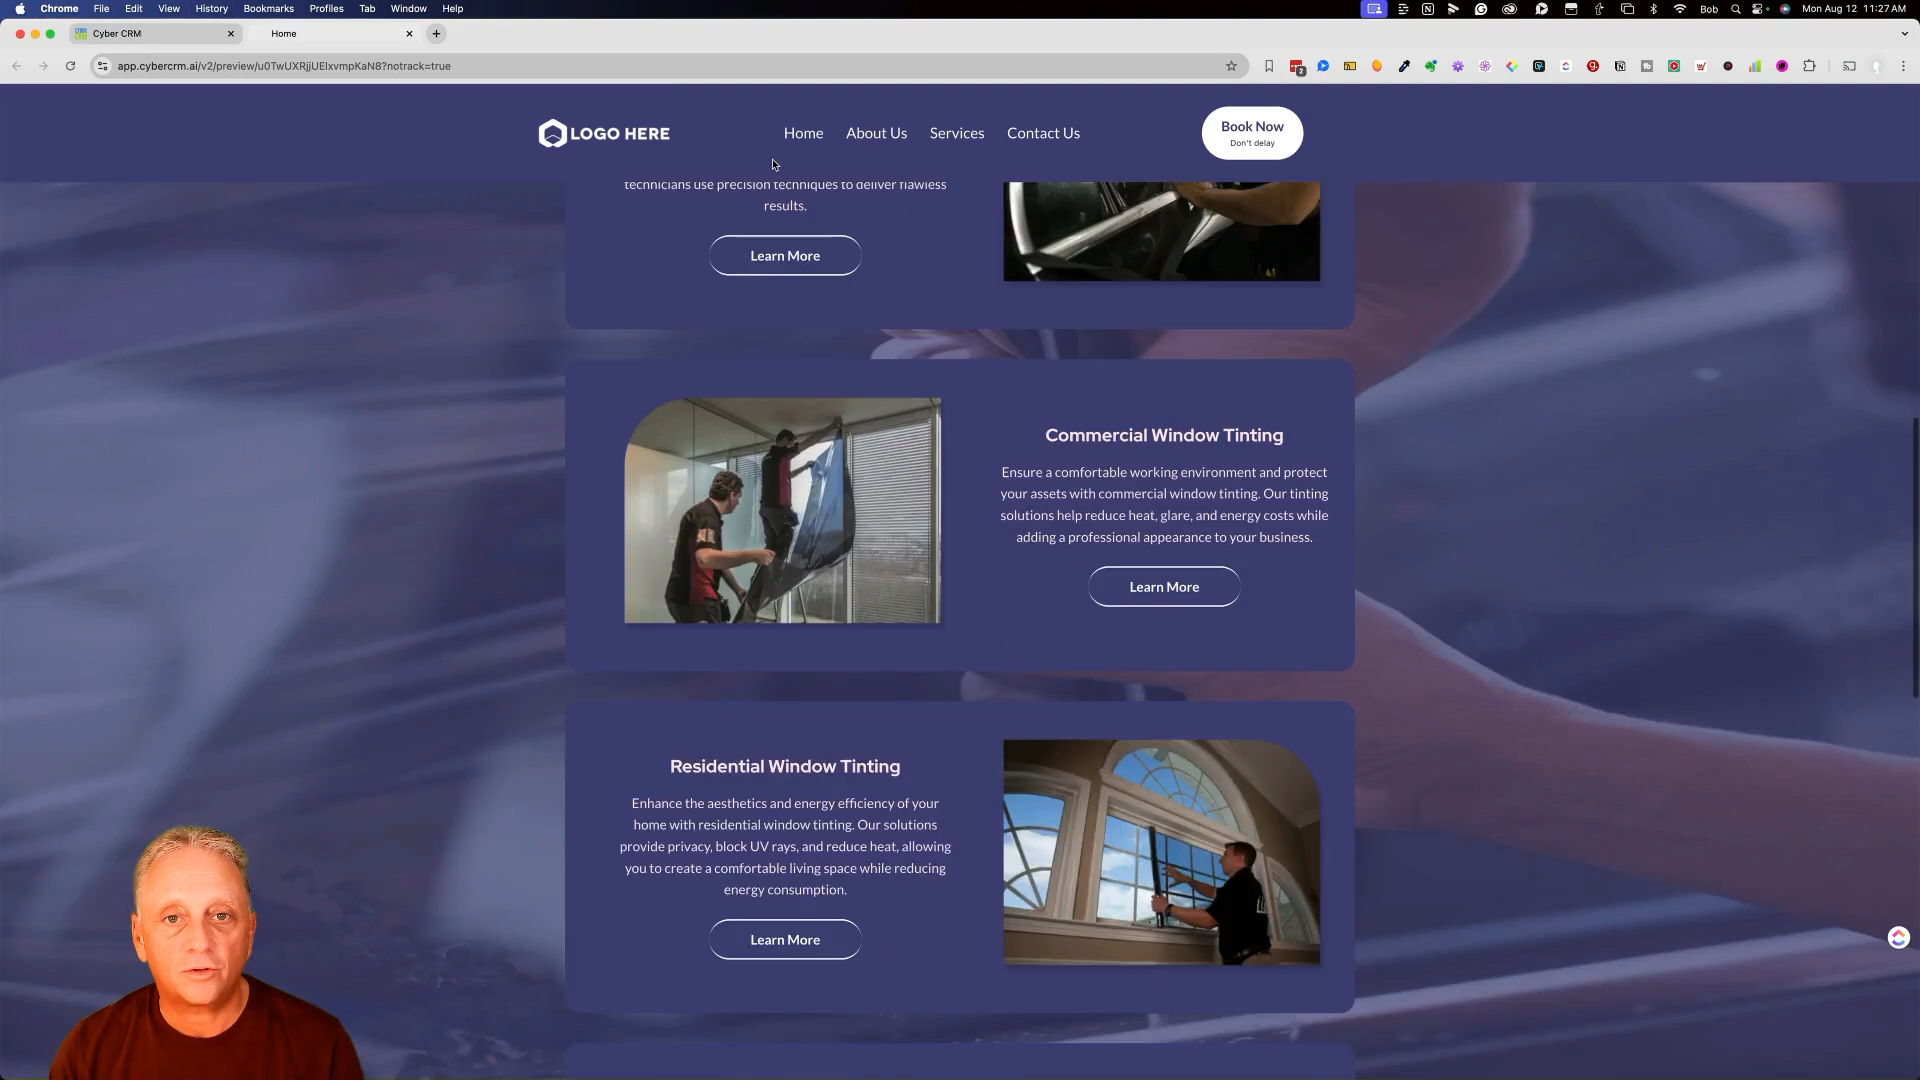 Chrome File Edit View History Bookmarks Profiles Tab Window Help
Bob Mon Aug 12 11:27 AM
Cyber CRM
Home
app.cybercrm.ai/v2/preview/u0TwUXRjjUElxvmpKaN8?notrack=true
2
LOGO HERE
Home About Us Services Contact Us
Book Now
Don't delay
technicians use precision techniques to deliver flawless
results.
Learn More
Commercial Window Tinting
Ensure a comfortable working environment and protect
your assets with commercial window tinting. Our tinting
solutions help reduce heat, glare, and energy costs while
adding a professional appearance to your business.
Learn More
Residential Window Tinting
Enhance the aesthetics and energy efficiency of your
home with residential window tinting. Our solutions
provide privacy, block UV rays, and reduce heat, allowing
you to create a comfortable living space while reducing
energy consumption.
Learn More